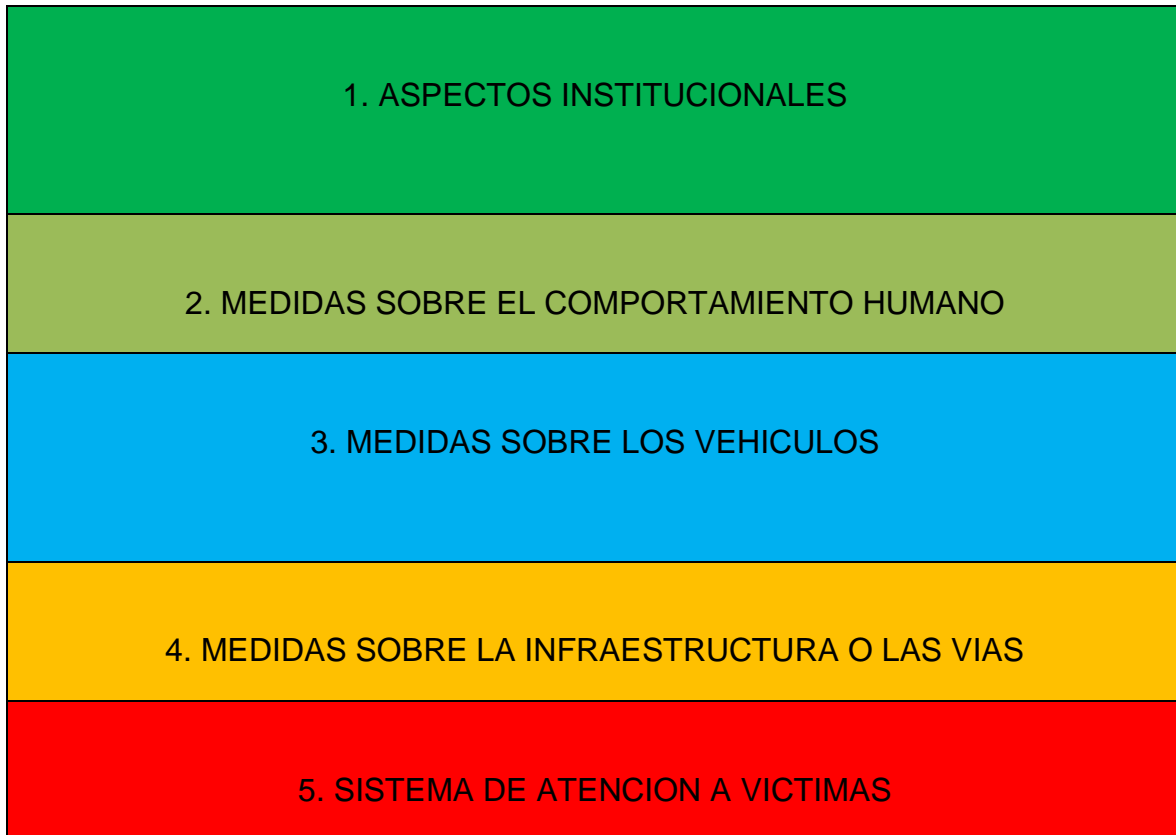 1. ASPECTOS INSTITUCIONALES
2. MEDIDAS SOBRE EL COMPORTAMIENTO HUMANO
3. MEDIDAS SOBRE LOS VEHICULOS
4. MEDIDAS SOBRE LA INFRAESTRUCTURA O LAS VIAS
5. SISTEMA DE ATENCION A VICTIMAS